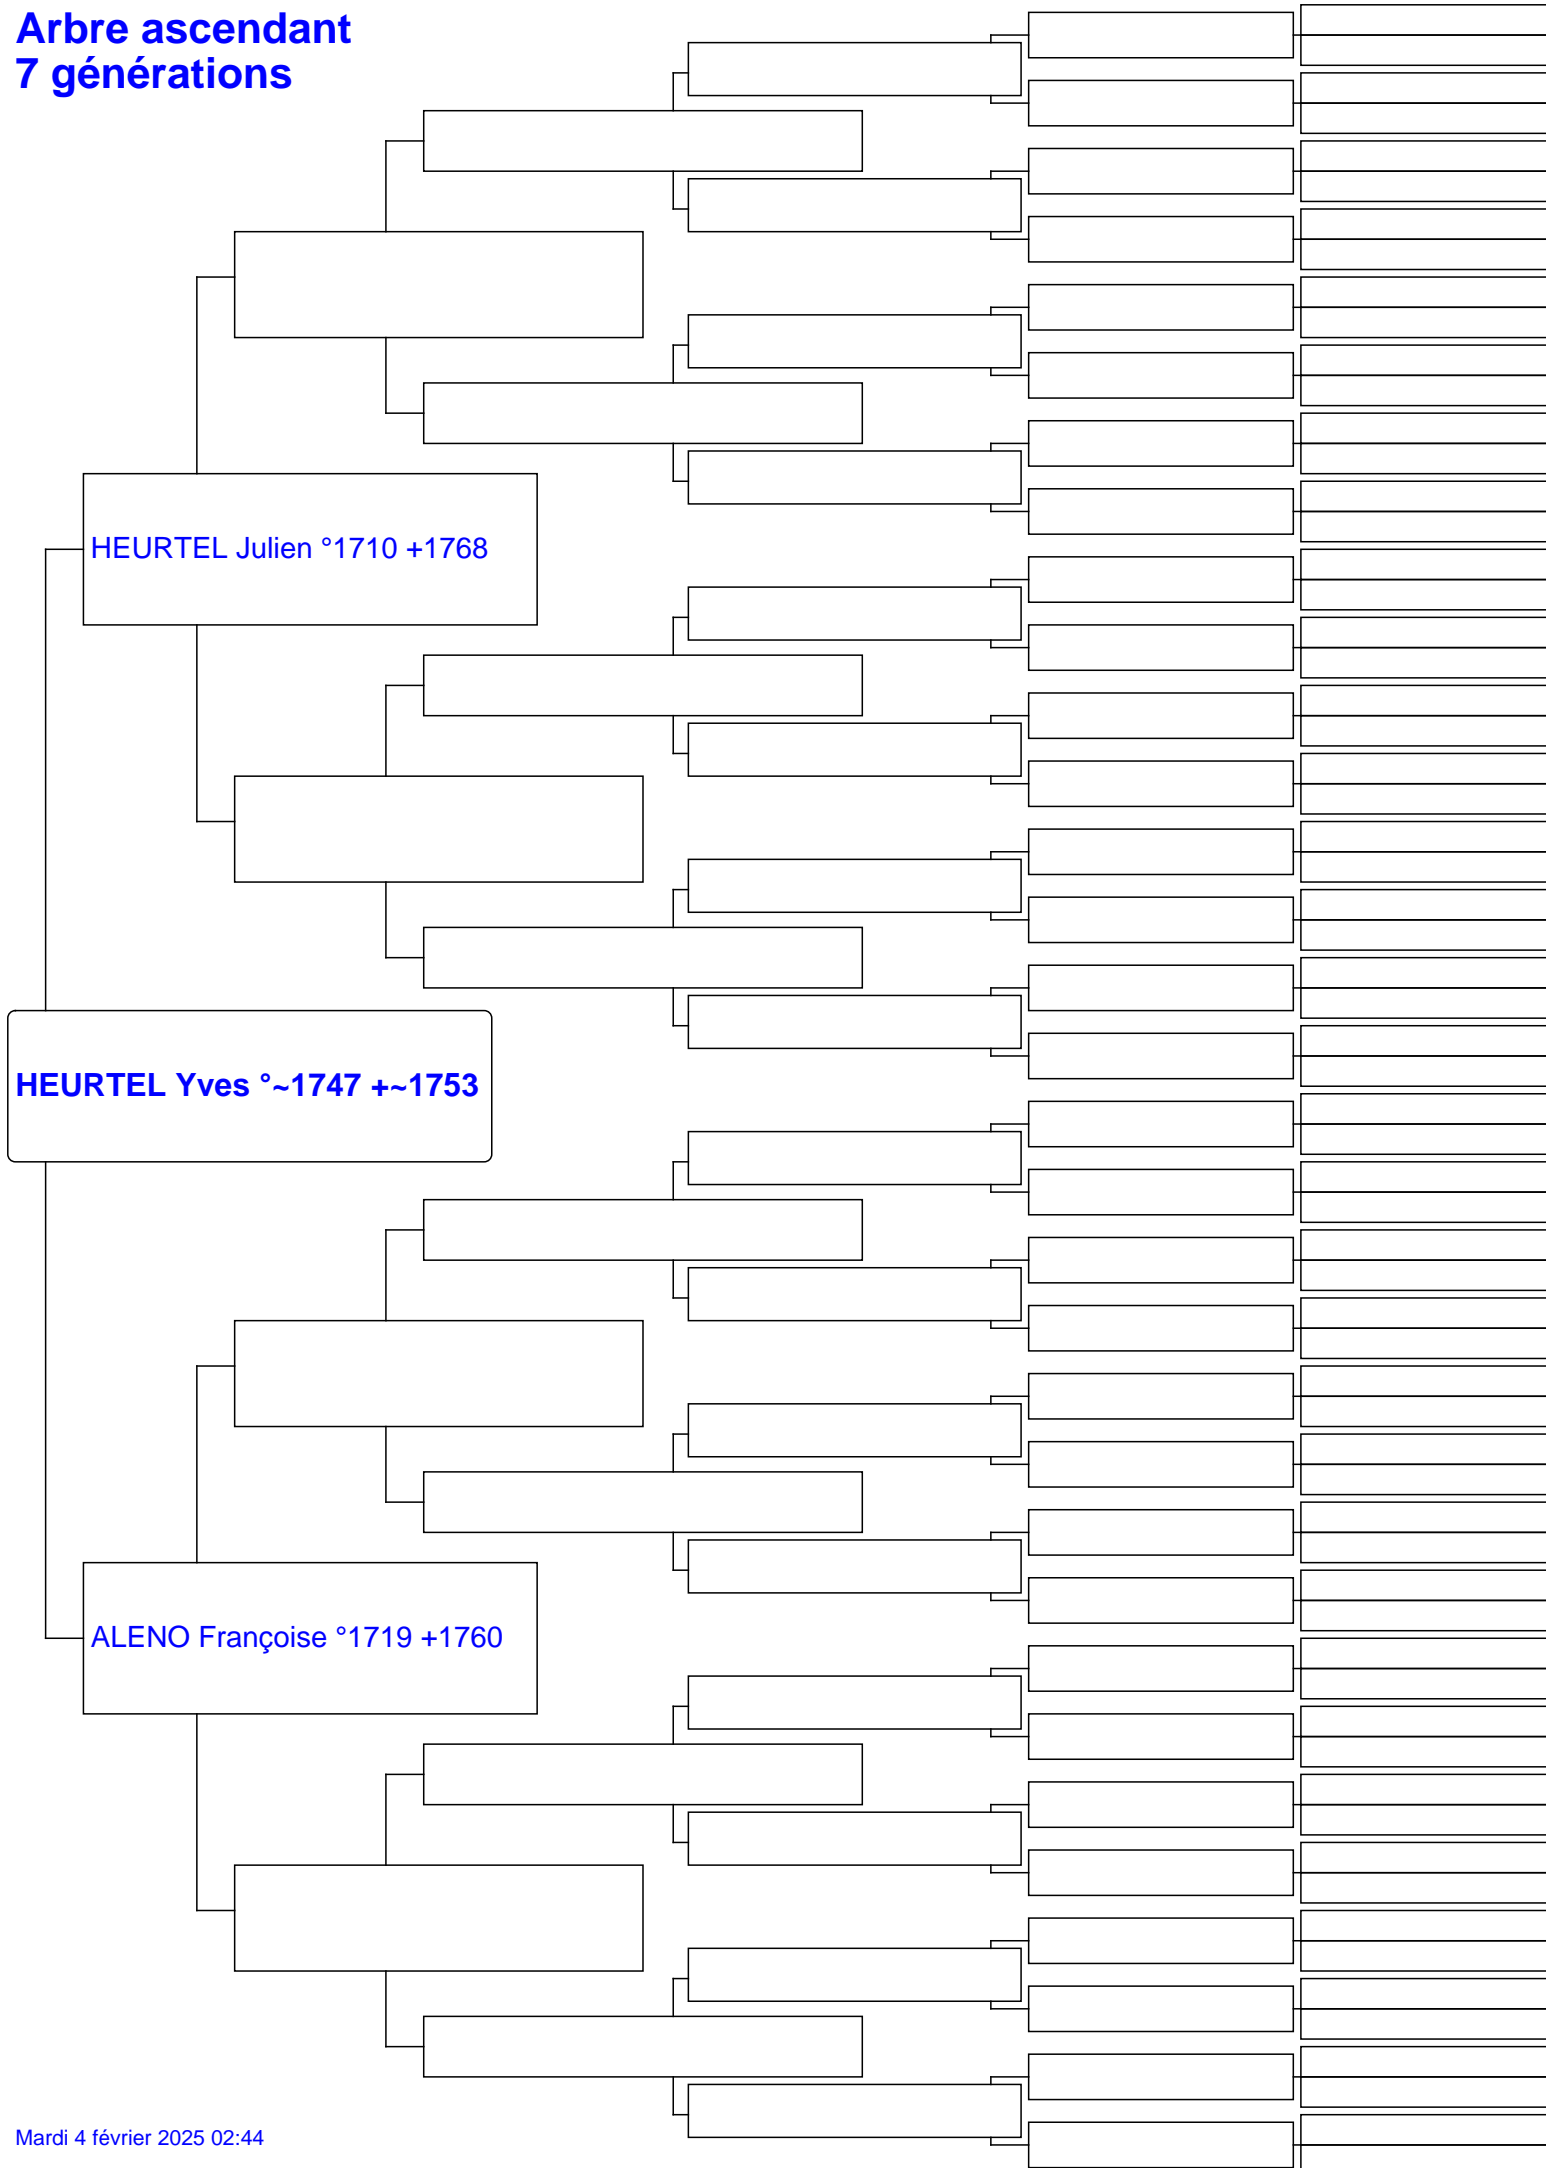 Arbre ascendant
7 générations
HEURTEL Julien °1710 +1768
HEURTEL Yves °~1747 +~1753
ALENO Françoise °1719 +1760
Mardi 4 février 2025 02:44